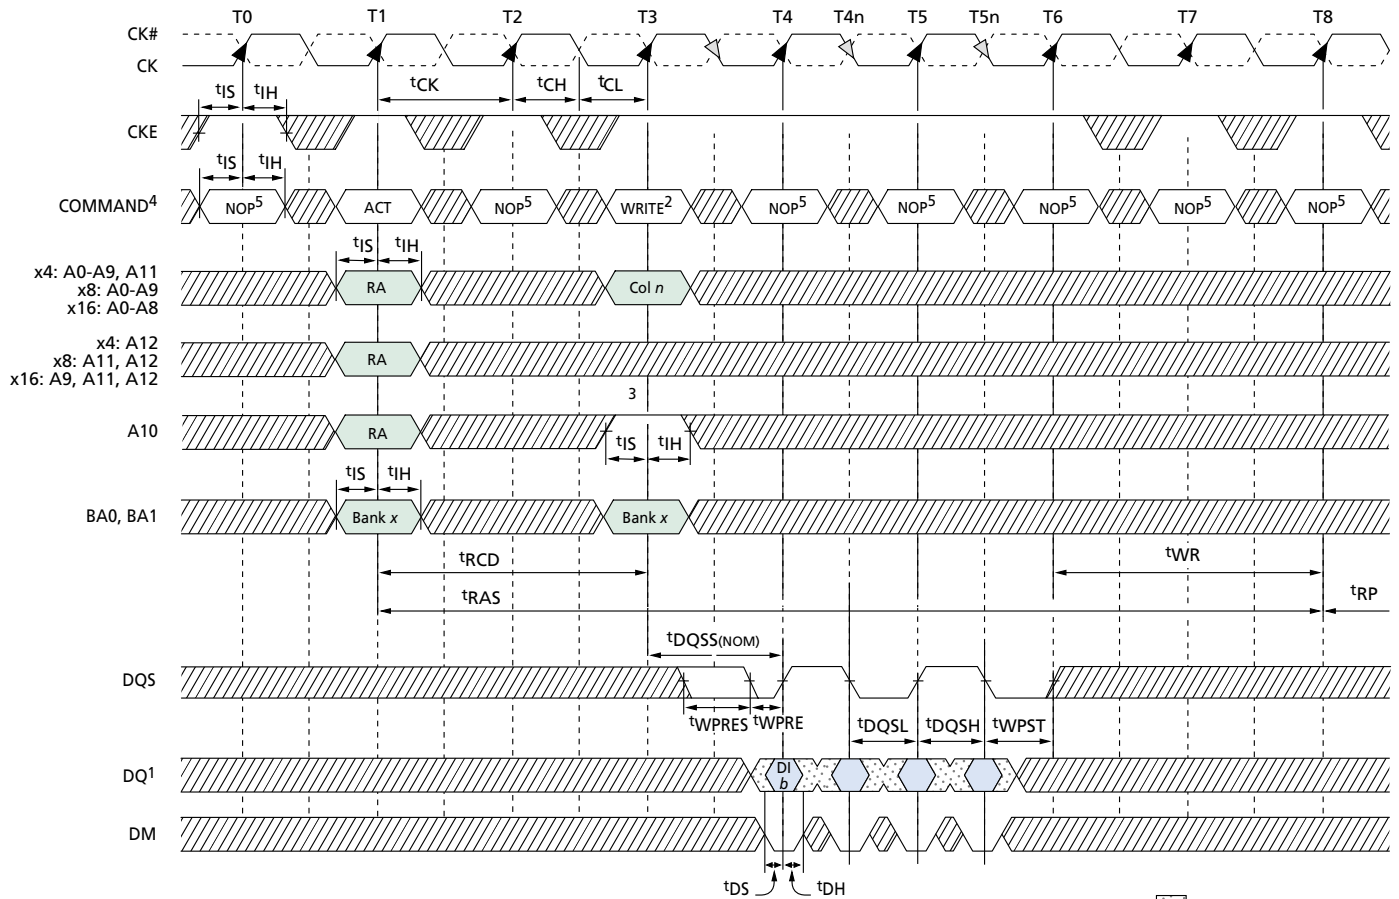 T0 T1 T2 T3 T4 T4n T5 T5n T6 T7 T8
CK#
CK
tIS tIH tCK tCH tCL
CKE
tIS tIH
COMMAND4 NOP5 ACT NOP5 WRITE2 NOP5 NOP5 NOP5 NOP5 NOP5
tIS tIH
x4: A0-A9, A11
x8: A0-A9
x16: A0-A8
RA Col n
x4: A12
x8: A11, A12
x16: A9, A11, A12
RA
3
A10 RA
tIS tIH
tIS tIH
BA0, BA1 Bank x Bank x
tRCD tWR
tRAS tRP
tDQSS(NOM)
DQS
tWPRES tWPRE tDQSL tDQSH tWPST
DQ1 DI
b
DM
tDS tDH